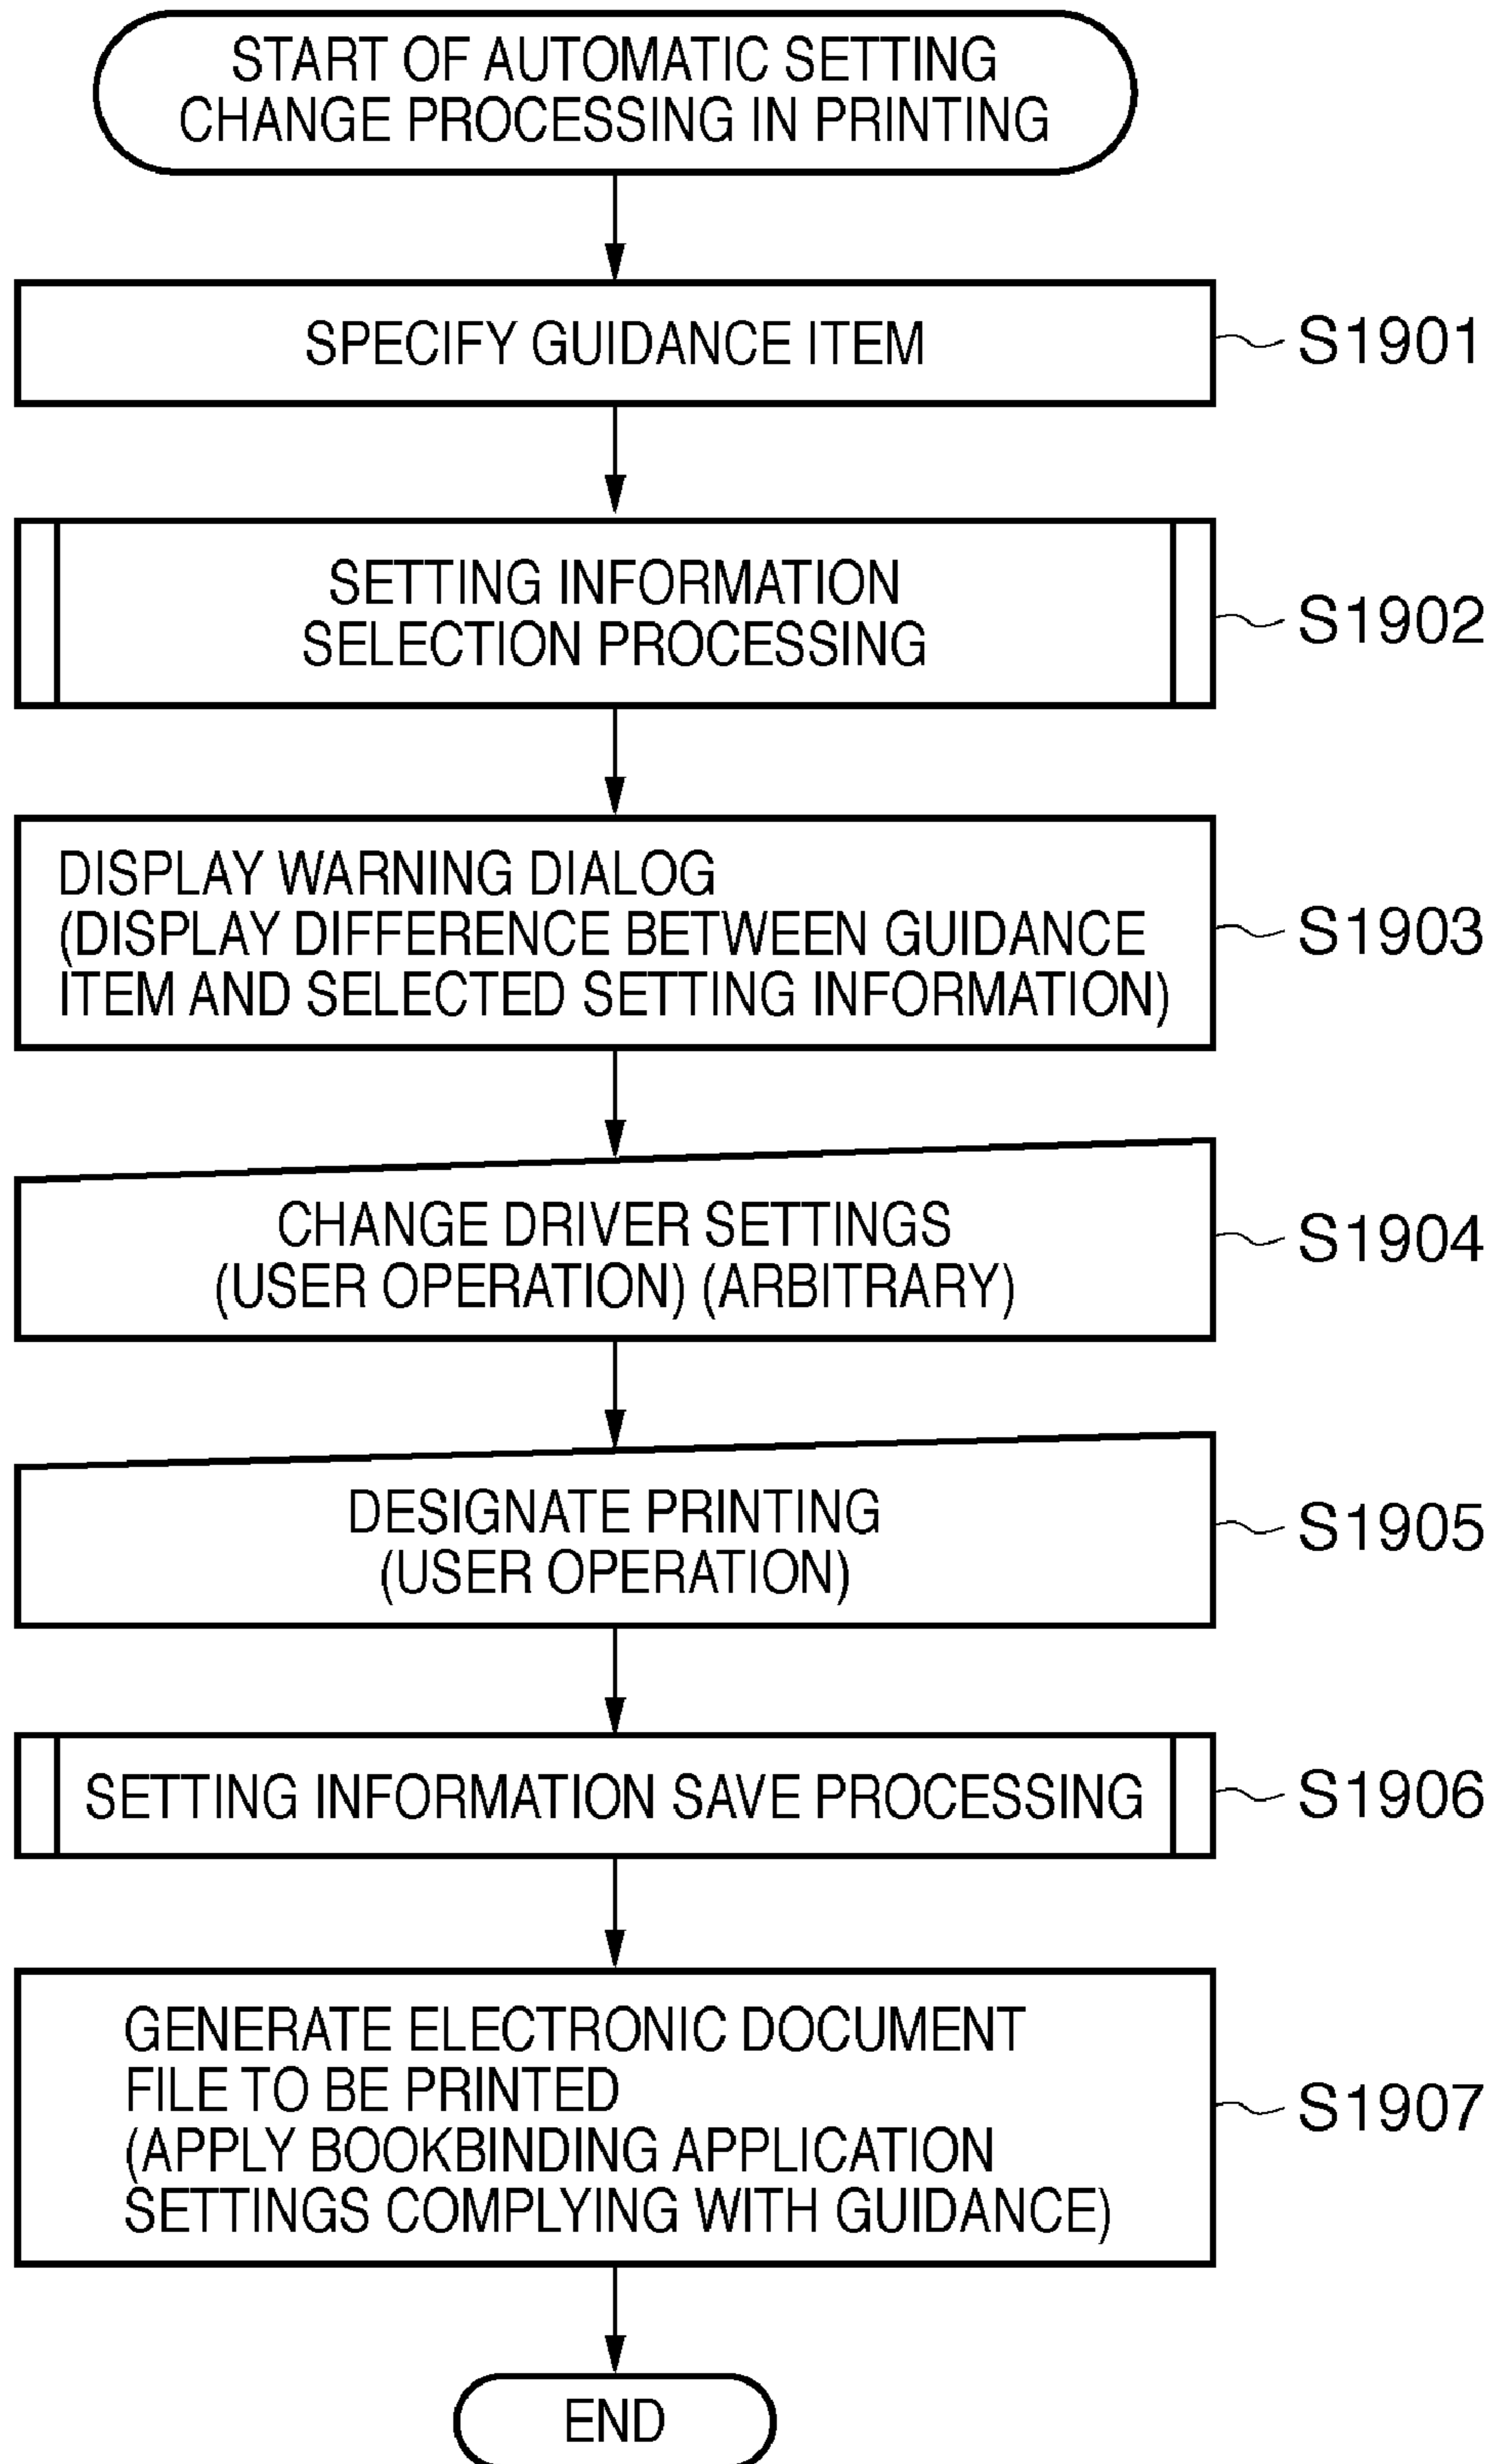 START OF AUTOMATIC SETTING
CHANGE PROCESSING IN PRINTING
SPECIFY GUIDANCE ITEM
S1901
SETTING INFORMATION
SELECTION PROCESSING
S1902
DISPLAY WARNING DIALOG
(DISPLAY DIFFERENCE BETWEEN GUIDANCE
ITEM AND SELECTED SETTING INFORMATION)
S1903
CHANGE DRIVER SETTINGS
(USER OPERATION) (ARBITRARY)
S1904
DESIGNATE PRINTING
(USER OPERATION)
S1905
SETTING INFORMATION SAVE PROCESSING
S1906
GENERATE ELECTRONIC DOCUMENT
FILE TO BE PRINTED
(APPLY BOOKBINDING APPLICATION
SETTINGS COMPLYING WITH GUIDANCE)
S1907
END